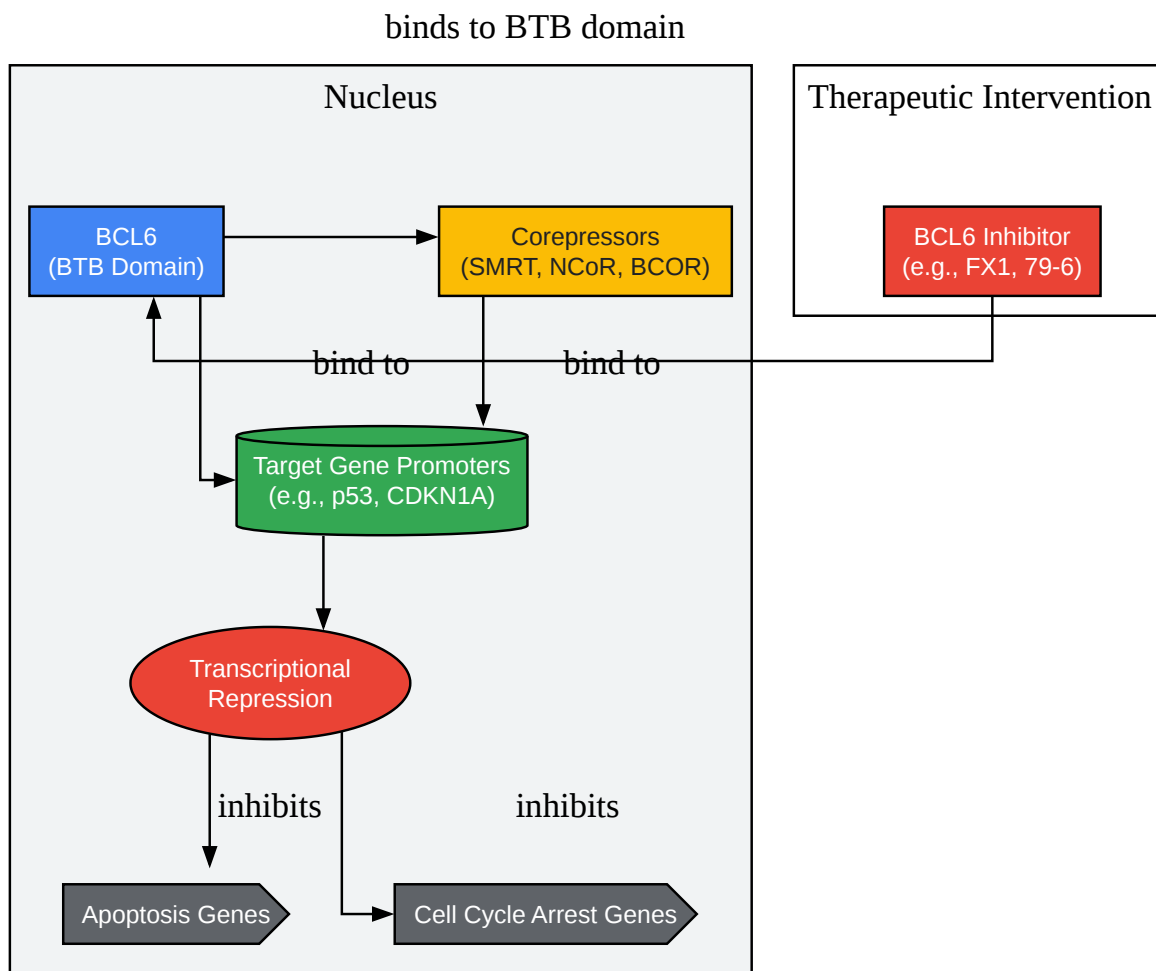 binds to BTB domain
Nucleus
Therapeutic Intervention
BCL6
(BTB Domain)
Corepressors
(SMRT, NCoR, BCOR)
BCL6 Inhibitor
(e.g., FX1, 79-6)
bind to
bind to
Target Gene Promoters
(e.g., p53, CDKN1A)
Transcriptional
Repression
inhibits
inhibits
Apoptosis Genes
Cell Cycle Arrest Genes